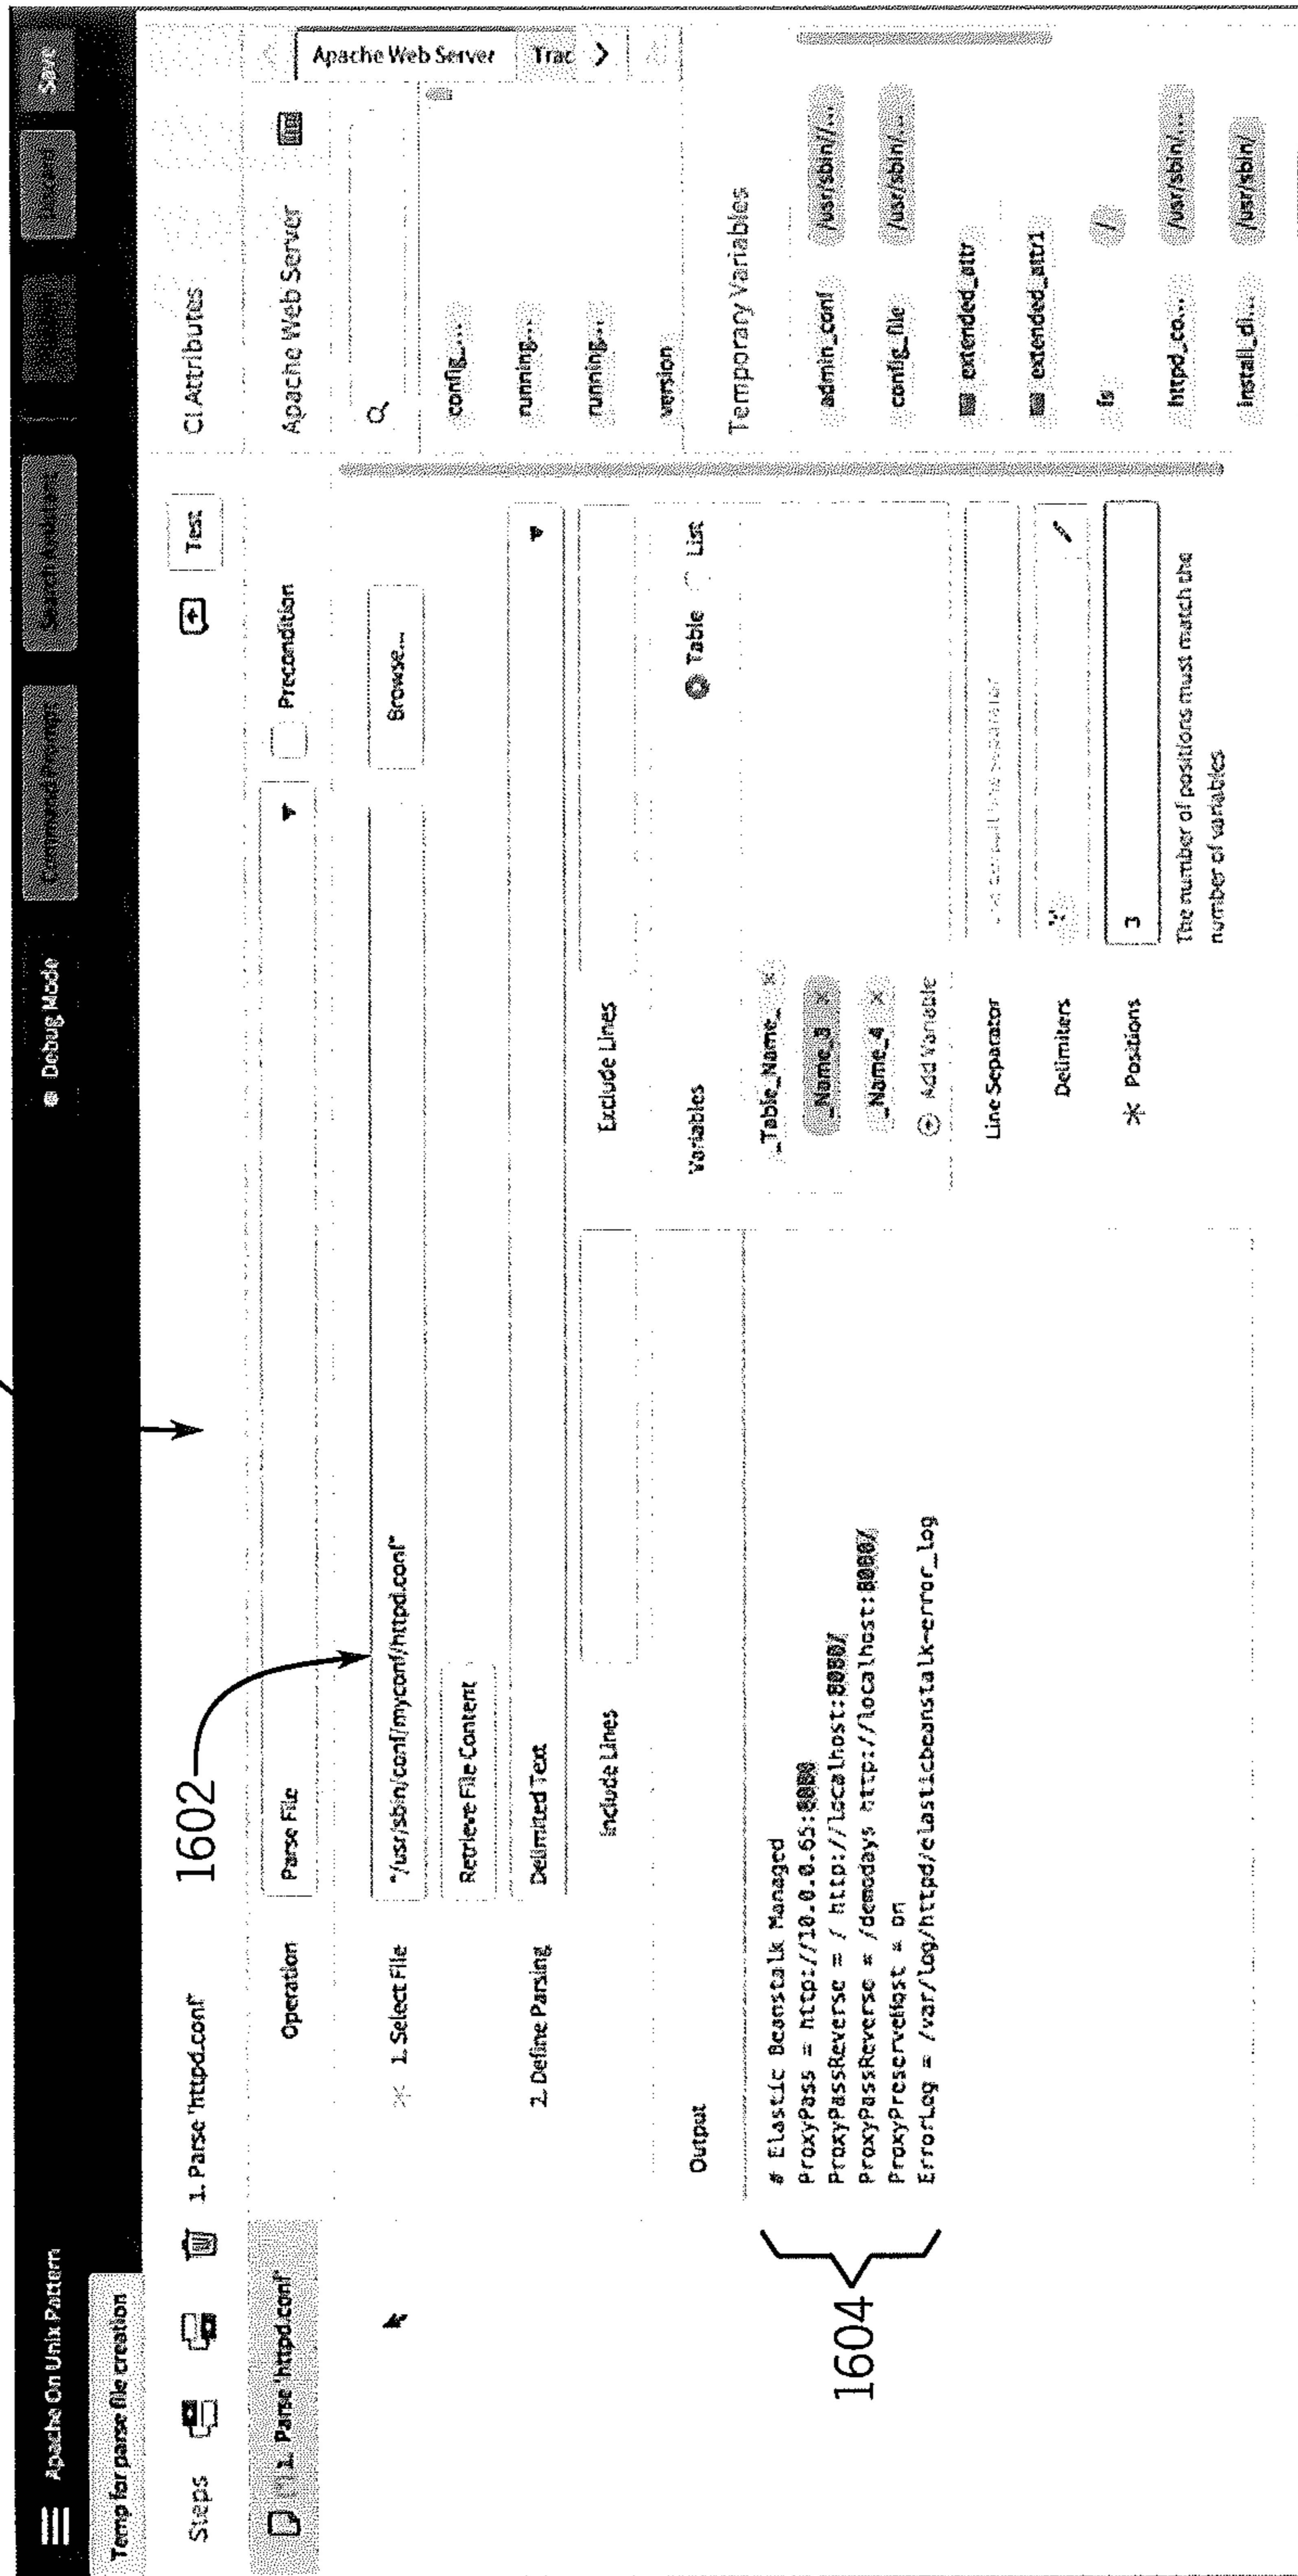 Apache On Unix Pattern
Debug Mode
Save
Temp for parse file creation
Steps
1. Parse 'httpd.conf'
1602
Test
CI Attributes
1. Parse 'httpd.conf'
Operation
Parse File
Precondition
Apache Web Server
Apache Web Server
Trac
* 1. Select File
"/usr/sbin/conf/myconf/httpd.conf"
Browse...
Retrieve File Content
2. Define Parsing
Delimited Text
Include Lines
Exclude Lines
config_...
running...
running...
version
Output
Variables
Table
List
Temporary Variables
1604
# Elastic Beanstalk Managed
ProxyPass = http://10.0.0.65:8080
ProxyPassReverse = / http://localhost:8080/
ProxyPassReverse = /demodays http://localhost:8000/
ProxyPreserveHost = on
ErrorLog = /var/log/httpd/elasticbeanstalk-error_log
_Table_Name_ ×
_Name_3 ×
_Name_4 ×
Add Variable
Line Separator
Delimiters
* Positions
3
The number of positions must match the
number of variables
admin_conf
/usr/sbin//...
config_file
/usr/sbin/...
extended_attr
extended_attr1
fs
/
httpd_co...
/usr/sbin/...
install_di...
/usr/sbin/